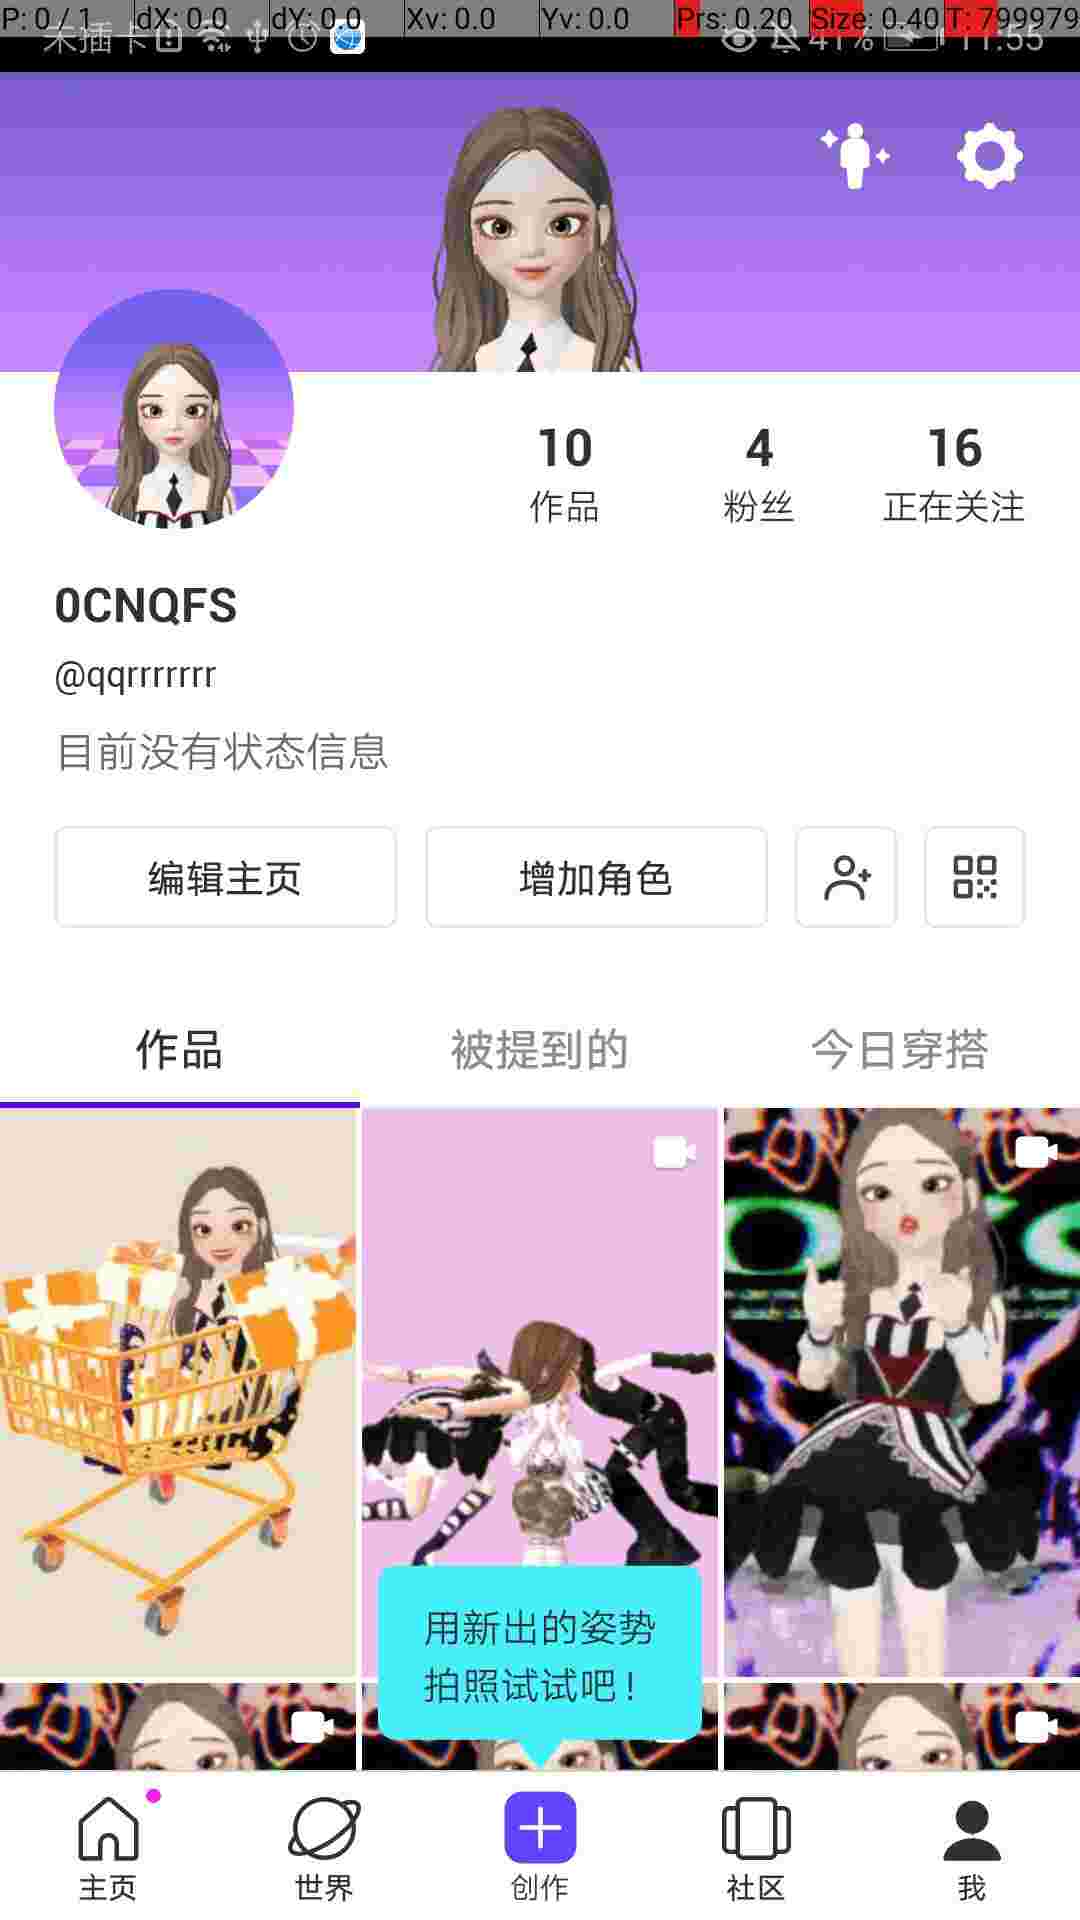 P: 0 / 1 dX: 0.0 dY: 0.0 Xv: 0.0 Yv: 0.0 Prs: 0.20 Size: 0.40 T: 799979
未插卡 41% 11:55
10 4 16
作品 粉丝 正在关注
0CNQFS
@qqrrrrrrr
目前没有状态信息
编辑主页 增加角色
作品 被提到的 今日穿搭
用新出的姿势
拍照试试吧！
主页 世界 创作 社区 我